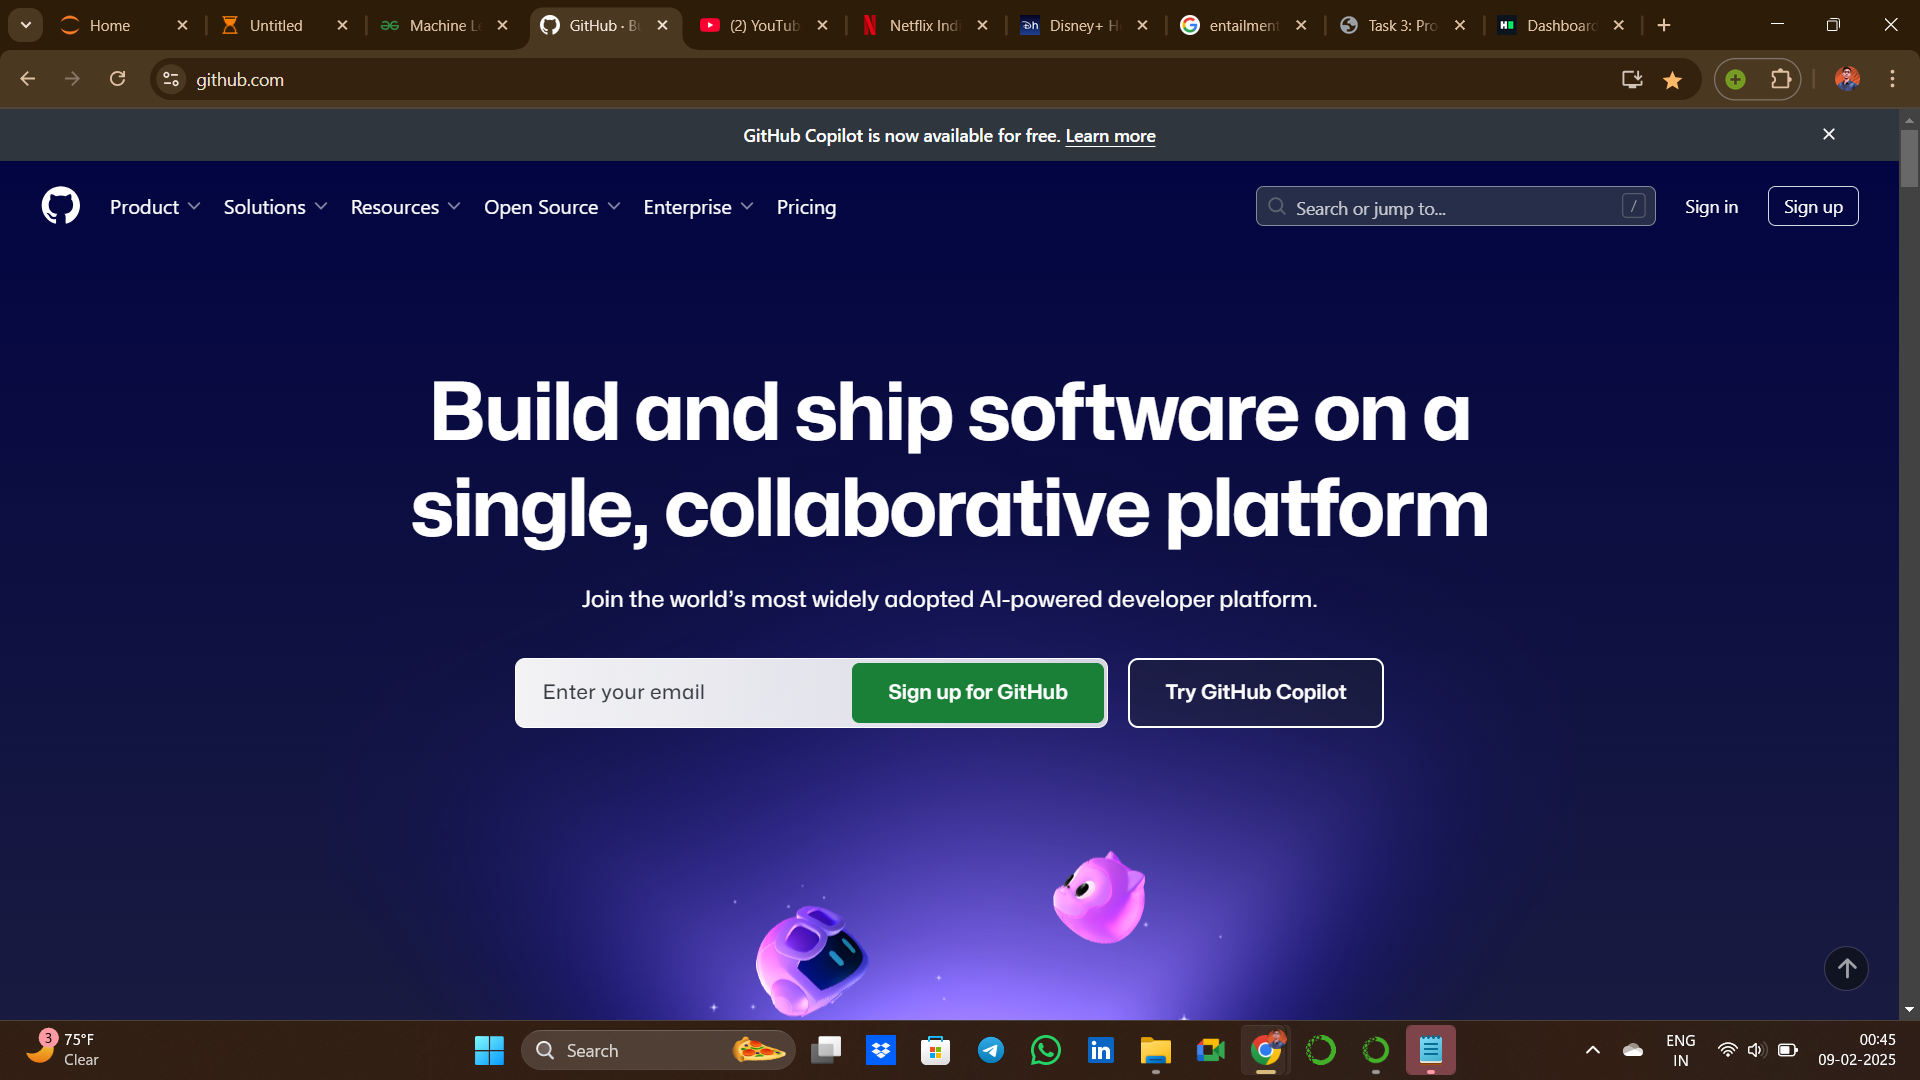 Home
Untitled
Machine Le
GitHub · Bu
(2) YouTub
Netflix Indi
Disney+ H
entailment
Task 3: Pro
Dashboard
github.com
GitHub Copilot is now available for free. Learn more
Product
Solutions
Resources
Open Source
Enterprise
Pricing
Search or jump to...
/
Sign in
Sign up
Build and ship software on a
single, collaborative platform
Join the world's most widely adopted AI-powered developer platform.
Enter your email
Sign up for GitHub
Try GitHub Copilot
3
75°F
Clear
Search
ENG
IN
00:45
09-02-2025